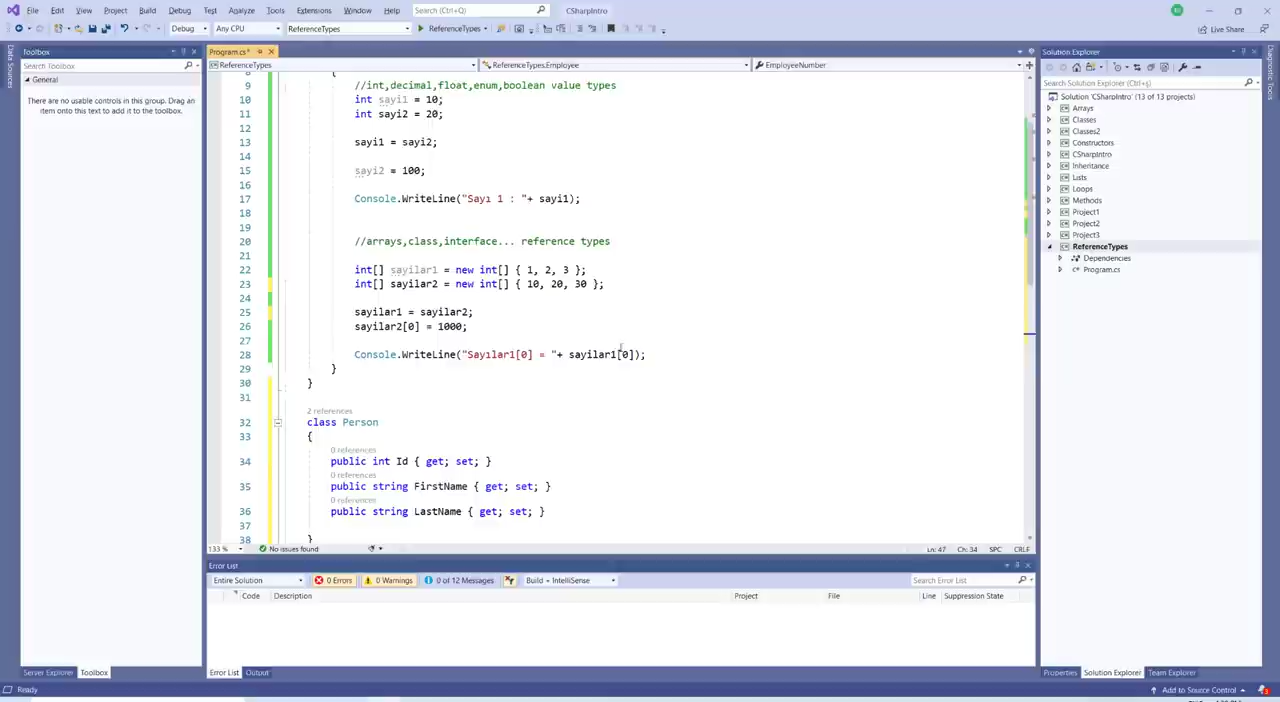 File Edit View Project Build Debug Test Analyze Tools Extensions Window Help Search (Ctrl+Q) CSharpIntro
Debug Any CPU ReferenceTypes ReferenceTypes Live Share
Data Sources
Toolbox
Search Toolbox
General
There are no usable controls in this group. Drag an
item onto this text to add it to the toolbox.
Program.cs*
ReferenceTypes ReferenceTypes.Employee EmployeeNumber
8 {
9 //int,decimal,float,enum,boolean value types
10 int sayi1 = 10;
11 int sayi2 = 20;
12
13 sayi1 = sayi2;
14
15 sayi2 = 100;
16
17 Console.WriteLine("Sayı 1 : "+ sayi1);
18
19
20 //arrays,class,interface... reference types
21
22 int[] sayilar1 = new int[] { 1, 2, 3 };
23 int[] sayilar2 = new int[] { 10, 20, 30 };
24
25 sayilar1 = sayilar2;
26 sayilar2[0] = 1000;
27
28 Console.WriteLine("Sayılar1[0] = "+ sayilar1[0]);
29 }
30 }
31
2 references
32 class Person
33 {
0 references
34 public int Id { get; set; }
0 references
35 public string FirstName { get; set; }
0 references
36 public string LastName { get; set; }
37
38 }
133 % No issues found Ln: 47 Ch: 34 SPC CRLF
Error List
Entire Solution 0 Errors 0 Warnings 0 of 12 Messages Build + IntelliSense Search Error List
Code Description Project File Line Suppression State
Server Explorer Toolbox Error List Output
Solution Explorer
Search Solution Explorer (Ctrl+ş)
Solution 'CSharpIntro' (13 of 13 projects)
Arrays
Classes
Classes2
Constructors
CSharpIntro
Inheritance
Lists
Loops
Methods
Project1
Project2
Project3
ReferenceTypes
Dependencies
Program.cs
Properties Solution Explorer Team Explorer
Diagnostic Tools
Ready Add to Source Control